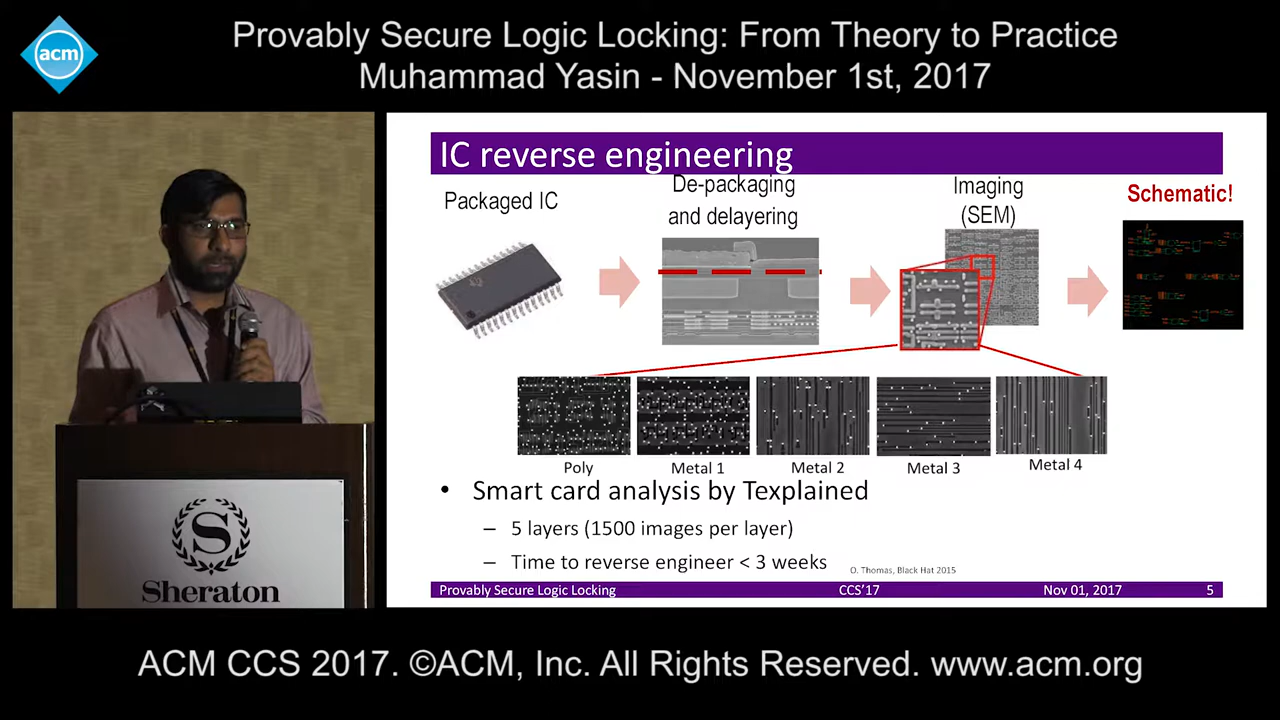 acm
Provably Secure Logic Locking: From Theory to Practice
Muhammad Yasin - November 1st, 2017
IC reverse engineering
Packaged IC
De-packaging
and delayering
Imaging
(SEM)
Schematic!
Poly
Metal 1
Metal 2
Metal 3
Metal 4
• Smart card analysis by Texplained
– 5 layers (1500 images per layer)
– Time to reverse engineer < 3 weeks
O. Thomas, Black Hat 2015
Provably Secure Logic Locking
CCS'17
Nov 01, 2017
5
S
Sheraton
ACM CCS 2017. ©ACM, Inc. All Rights Reserved. www.acm.org